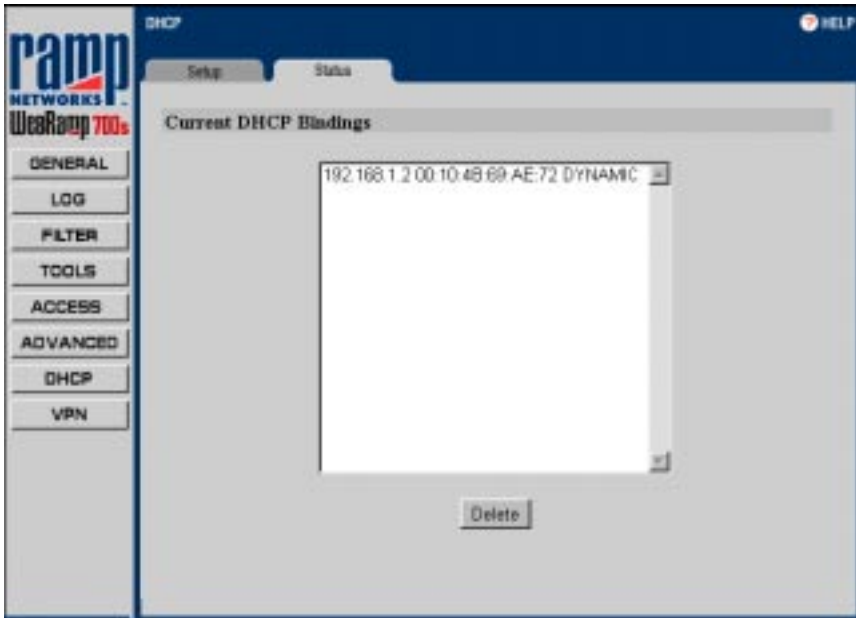 DHCP
HELP
ramp
NETWORKS
WebRamp 700s
Setup
Status
Current DHCP Bindings
192.168.1.2 00:10:4B:69:AE:72 DYNAMIC
GENERAL
LOG
FILTER
TOOLS
ACCESS
ADVANCED
DHCP
VPN
Delete